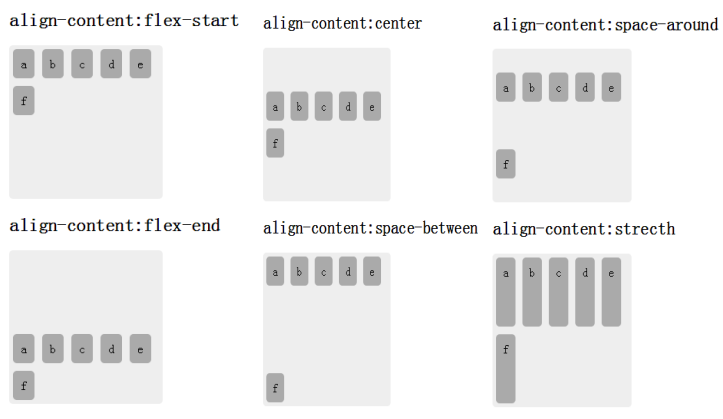 align-content:flex-start
a b c d e
f
align-content:center
a b c d e
f
align-content:space-around
a b c d e
f
align-content:flex-end
a b c d e
f
align-content:space-between
a b c d e
f
align-content:strecth
a b c d e
f